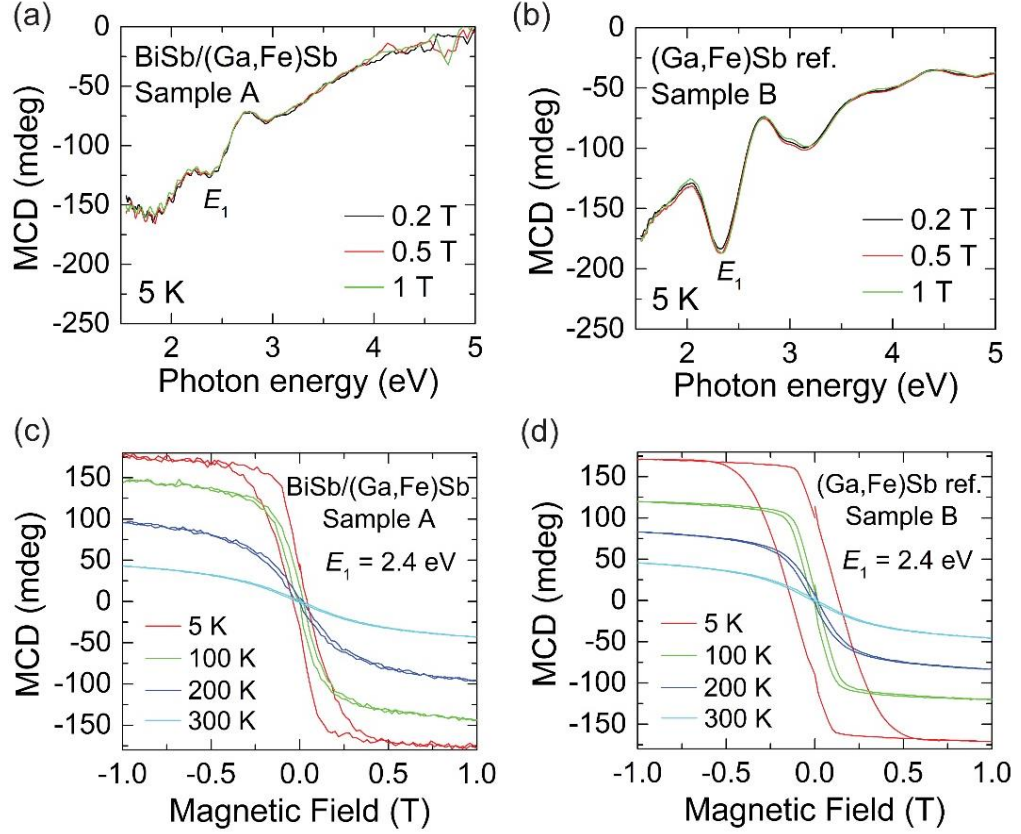 (a)
0
-50
-100
-150
-200
-250
MCD (mdeg)
BiSb/(Ga,Fe)Sb
Sample A
E1
0.2 T
0.5 T
1 T
5 K
2 3 4 5
Photon energy (eV)
(b)
0
-50
-100
-150
-200
-250
MCD (mdeg)
(Ga,Fe)Sb ref.
Sample B
E1
0.2 T
0.5 T
1 T
5 K
2 3 4 5
Photon energy (eV)
(c)
150
100
50
0
-50
-100
-150
MCD (mdeg)
BiSb/(Ga,Fe)Sb
Sample A
E1 = 2.4 eV
5 K
100 K
200 K
300 K
-1.0 -0.5 0.0 0.5 1.0
Magnetic Field (T)
(d)
150
100
50
0
-50
-100
-150
MCD (mdeg)
(Ga,Fe)Sb ref.
Sample B
E1 = 2.4 eV
5 K
100 K
200 K
300 K
-1.0 -0.5 0.0 0.5 1.0
Magnetic Field (T)